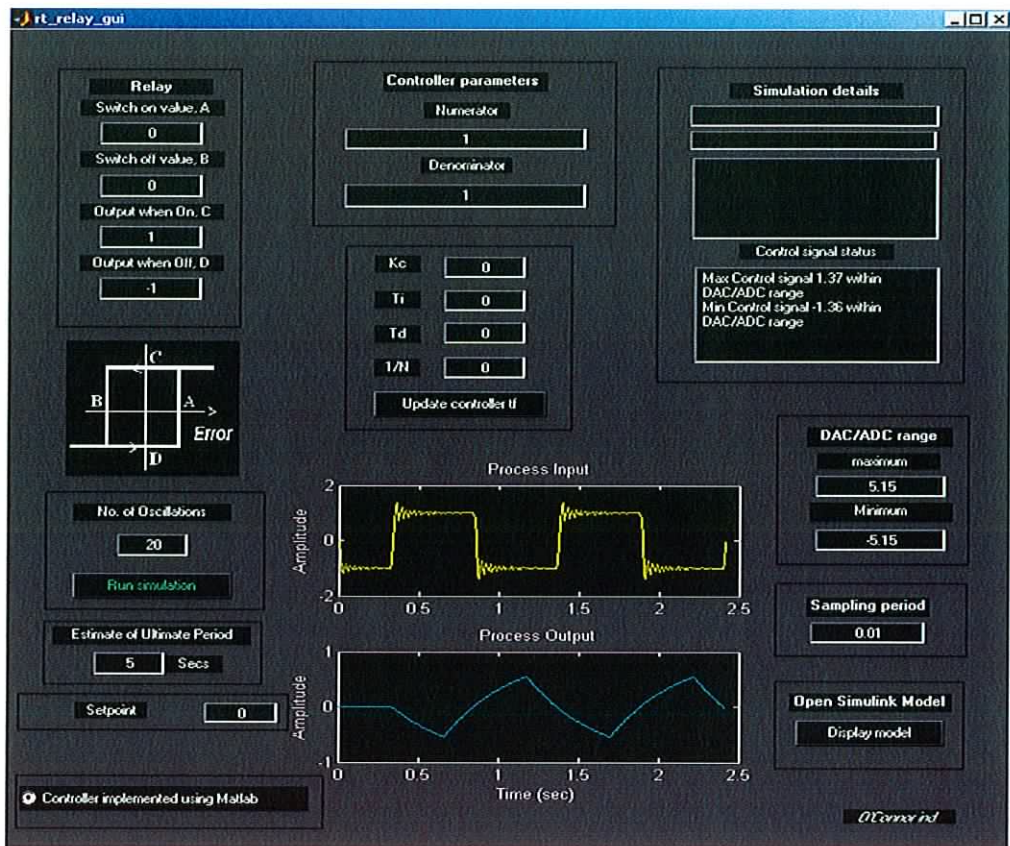 rt_relay_gui
Relay
Switch on value, A
0
Switch off value, B
0
Output when On, C
1
Output when Off, D
-1
C
B
A
Error
D
No. of Oscillations
20
Run simulation
Estimate of Ultimate Period
5 Secs
Setpoint 0
Controller implemented using Matlab
Controller parameters
Numerator
1
Denominator
1
Kc 0
Ti 0
Td 0
1/N 0
Update controller tf
Process Input
Amplitude
2
0
-2
0 0.5 1 1.5 2 2.5
Process Output
Amplitude
1
0
-1
0 0.5 1 1.5 2 2.5
Time (sec)
Simulation details
Control signal status
Max Control signal 1.37 within
DAC/ADC range
Min Control signal -1.36 within
DAC/ADC range
DAC/ADC range
maximum
5.15
Minimum
-5.15
Sampling period
0.01
Open Simulink Model
Display model
O'Connor ind